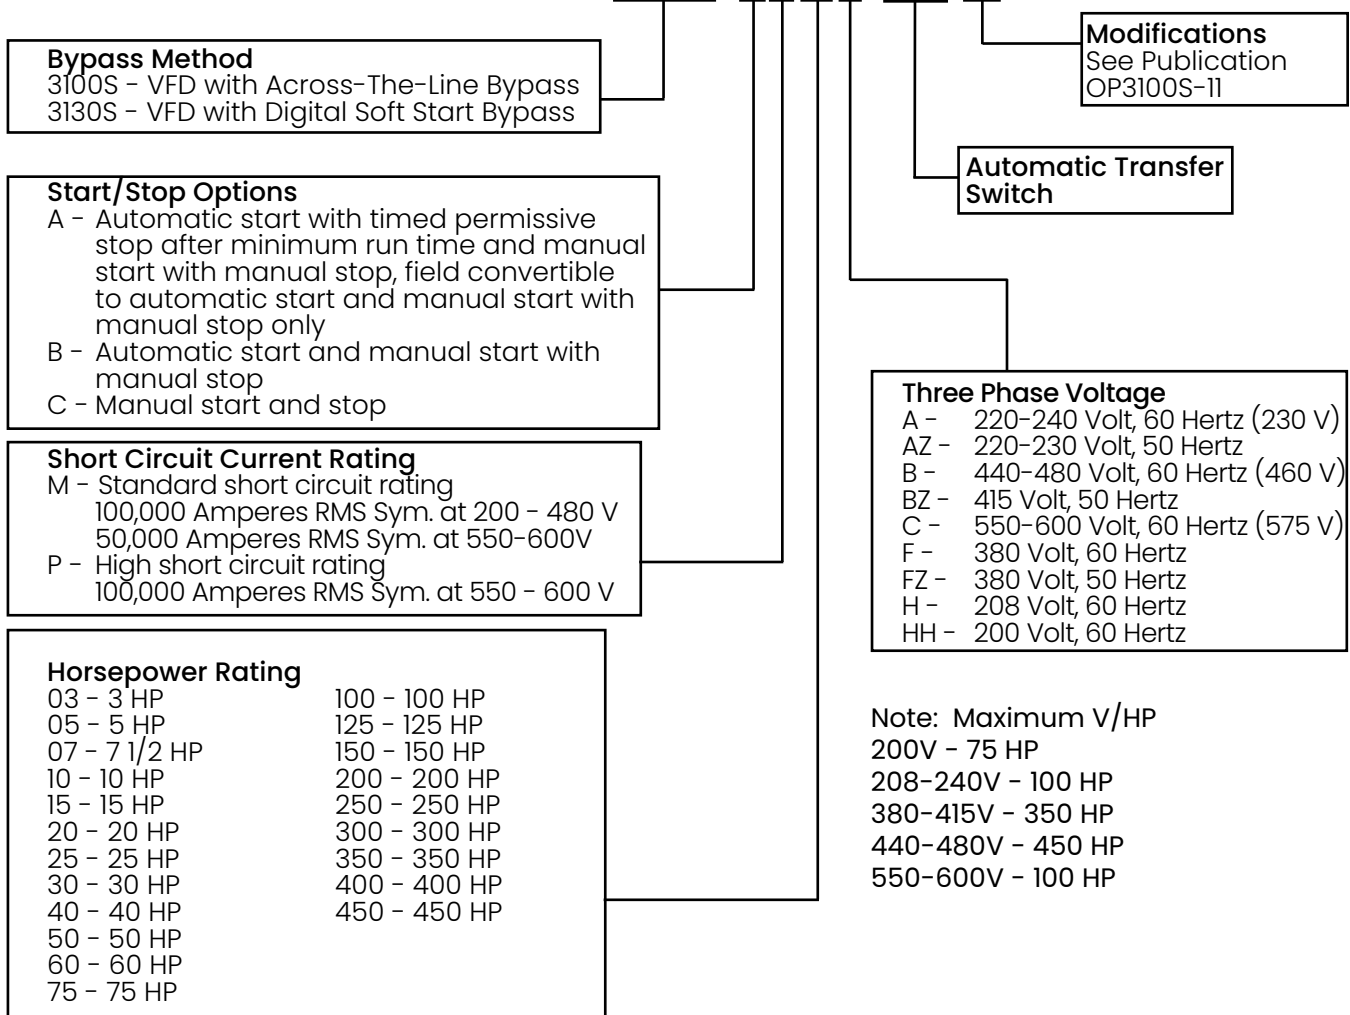 Bypass Method
3100S - VFD with Across-The-Line Bypass
3130S - VFD with Digital Soft Start Bypass
Modifications
See Publication
OP3100S-11
Automatic Transfer
Switch
Start/Stop Options
A - Automatic start with timed permissive
stop after minimum run time and manual
start with manual stop, field convertible
to automatic start and manual start with
manual stop only
B - Automatic start and manual start with
manual stop
C - Manual start and stop
Short Circuit Current Rating
M - Standard short circuit rating
100,000 Amperes RMS Sym. at 200 - 480 V
50,000 Amperes RMS Sym. at 550-600V
P - High short circuit rating
100,000 Amperes RMS Sym. at 550 - 600 V
Three Phase Voltage
A - 220-240 Volt, 60 Hertz (230 V)
AZ - 220-230 Volt, 50 Hertz
B - 440-480 Volt, 60 Hertz (460 V)
BZ - 415 Volt, 50 Hertz
C - 550-600 Volt, 60 Hertz (575 V)
F - 380 Volt, 60 Hertz
FZ - 380 Volt, 50 Hertz
H - 208 Volt, 60 Hertz
HH - 200 Volt, 60 Hertz
Horsepower Rating
03 - 3 HP
05 - 5 HP
07 - 7 1/2 HP
10 - 10 HP
15 - 15 HP
20 - 20 HP
25 - 25 HP
30 - 30 HP
40 - 40 HP
50 - 50 HP
60 - 60 HP
75 - 75 HP
100 - 100 HP
125 - 125 HP
150 - 150 HP
200 - 200 HP
250 - 250 HP
300 - 300 HP
350 - 350 HP
400 - 400 HP
450 - 450 HP
Note: Maximum V/HP
200V - 75 HP
208-240V - 100 HP
380-415V - 350 HP
440-480V - 450 HP
550-600V - 100 HP